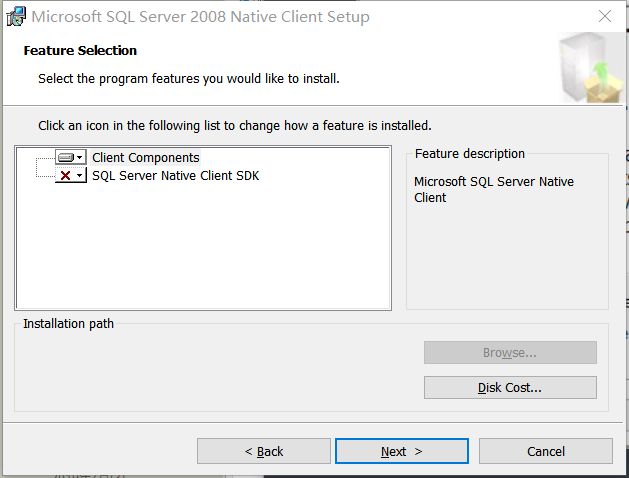 Microsoft SQL Server 2008 Native Client Setup
Feature Selection
Select the program features you would like to install.
Click an icon in the following list to change how a feature is installed.
Client Components
SQL Server Native Client SDK
Feature description
Microsoft SQL Server Native
Client
Installation path
Browse...
Disk Cost...
< Back
Next >
Cancel